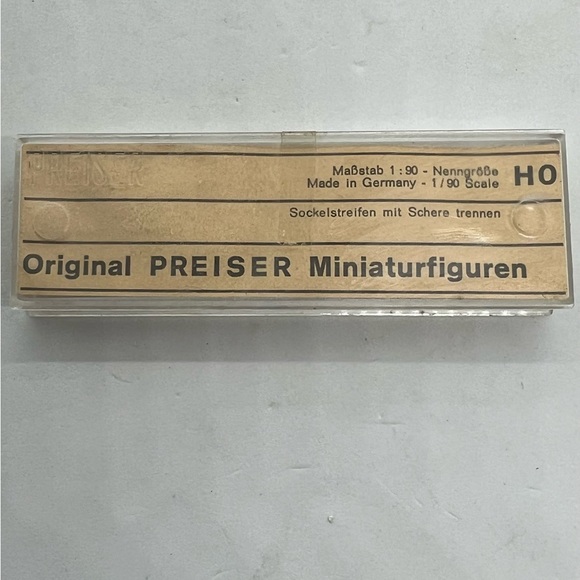 PREISER
Maßstab 1:90 - Nenngröße
Made in Germany - 1/90 Scale HO
Sockelstreifen mit Schere trennen
Original PREISER Miniaturfiguren